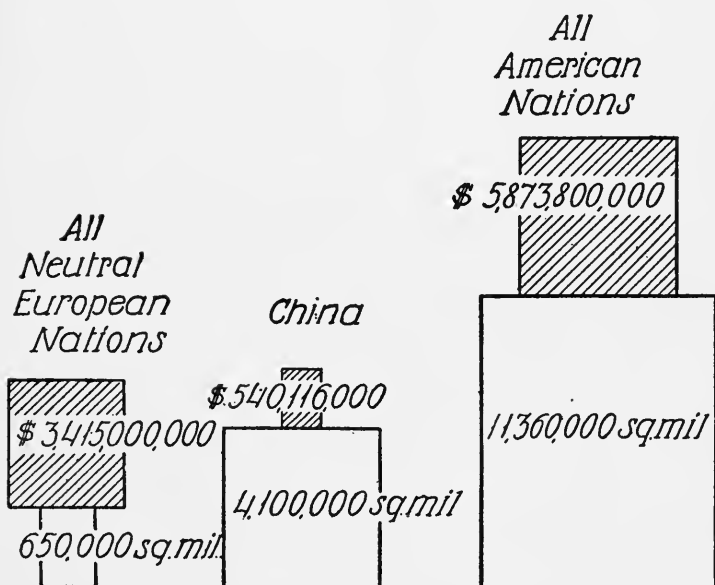 All
American
Nations
$ 5,873,800,000
11,360,000 sq.mil
All
Neutral
European
Nations
$ 3,415,000,000
650,000 sq.mil.
China
$.540,116,000
4,100,000 sq.mil